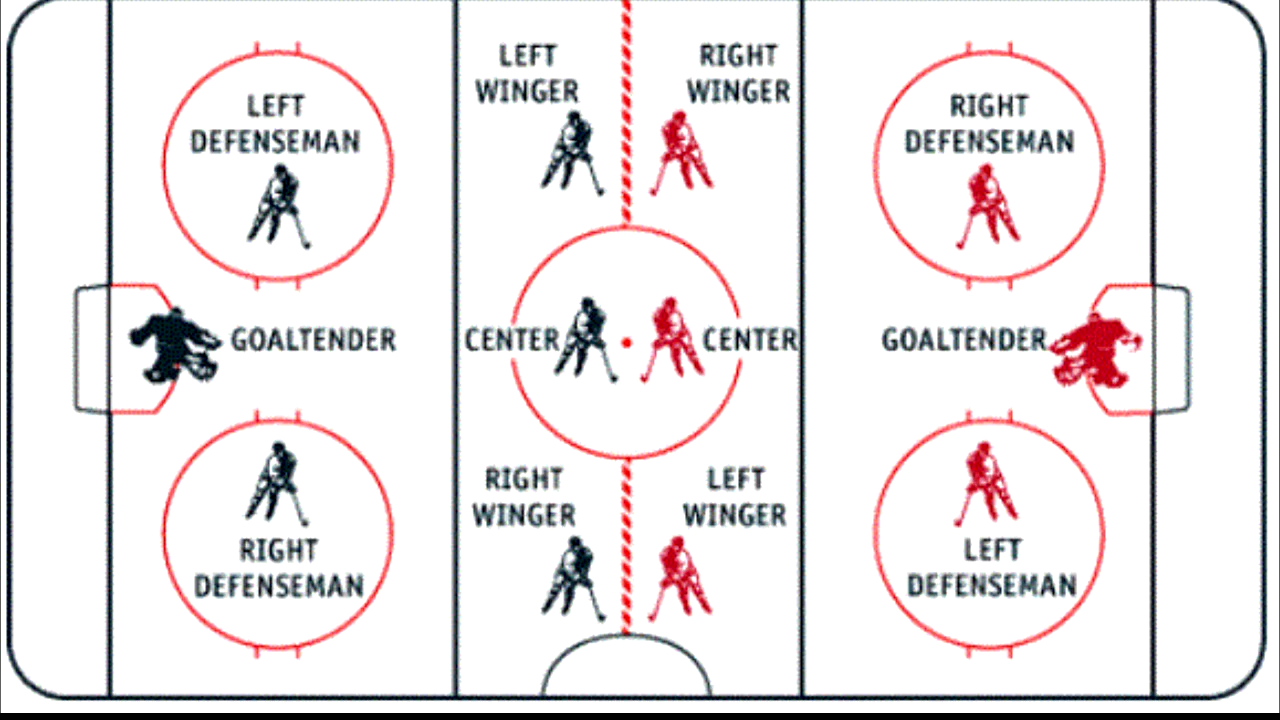 LEFT
WINGER
RIGHT
WINGER
LEFT
DEFENSEMAN
RIGHT
DEFENSEMAN
GOALTENDER
CENTER
CENTER
GOALTENDER
RIGHT
WINGER
LEFT
WINGER
RIGHT
DEFENSEMAN
LEFT
DEFENSEMAN